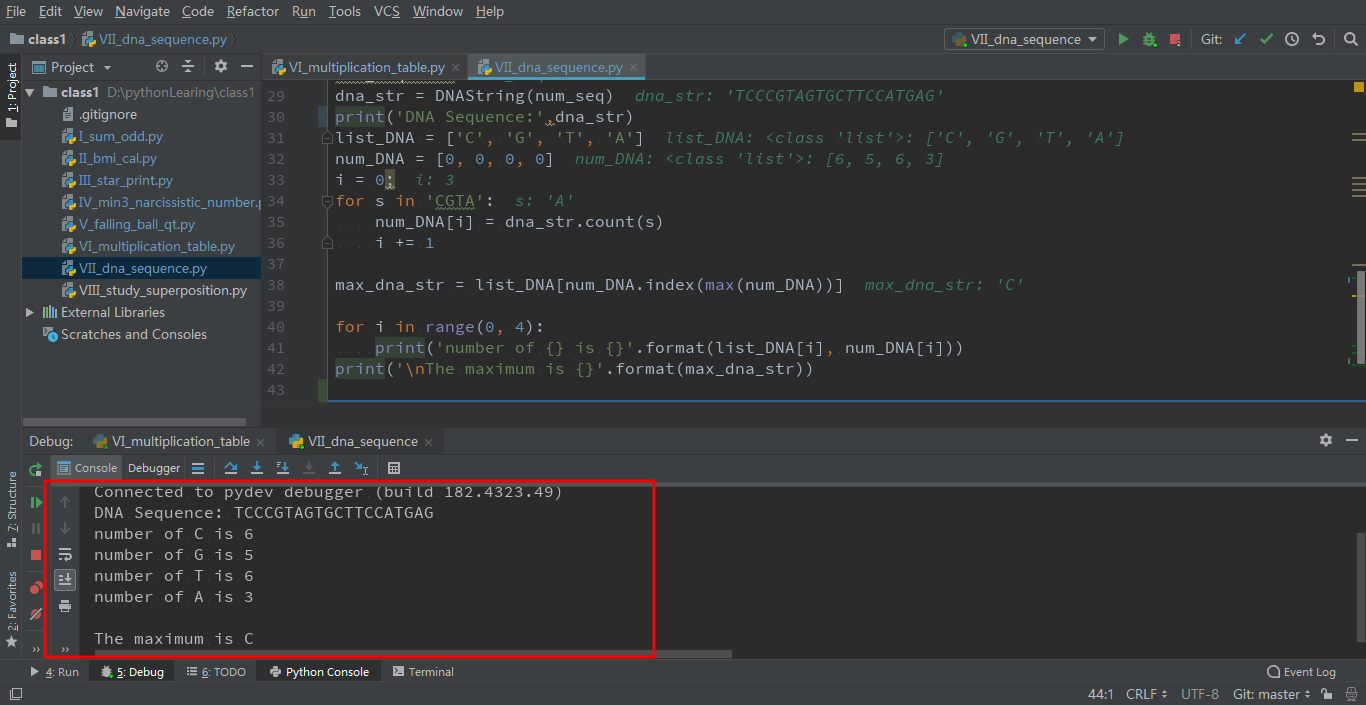 File Edit View Navigate Code Refactor Run Tools VCS Window Help
class1 VII_dna_sequence.py VII_dna_sequence Git:
1: Project
Project VI_multiplication_table.py × VII_dna_sequence.py ×
class1 D:\pythonLearing\class1
.gitignore
I_sum_odd.py
II_bmi_cal.py
III_star_print.py
IV_min3_narcissistic_number.p
V_falling_ball_qt.py
VI_multiplication_table.py
VII_dna_sequence.py
VIII_study_superposition.py
External Libraries
Scratches and Consoles
29 dna_str = DNAString(num_seq) dna_str: 'TCCCGTAGTGCTTCCATGAG'
30 print('DNA Sequence:',dna_str)
31 list_DNA = ['C', 'G', 'T', 'A'] list_DNA: <class 'list'>: ['C', 'G', 'T', 'A']
32 num_DNA = [0, 0, 0, 0] num_DNA: <class 'list'>: [6, 5, 6, 3]
33 i = 0; i: 3
34 for s in 'CGTA': s: 'A'
35 num_DNA[i] = dna_str.count(s)
36 i += 1
37
38 max_dna_str = list_DNA[num_DNA.index(max(num_DNA))] max_dna_str: 'C'
39
40 for i in range(0, 4):
41 print('number of {} is {}'.format(list_DNA[i], num_DNA[i]))
42 print('\nThe maximum is {}'.format(max_dna_str))
43
Debug: VI_multiplication_table × VII_dna_sequence ×
Console Debugger
Connected to pydev debugger (build 182.4323.49)
DNA Sequence: TCCCGTAGTGCTTCCATGAG
number of C is 6
number of G is 5
number of T is 6
number of A is 3
The maximum is C
7: Structure
2: Favorites
4: Run 5: Debug 6: TODO Python Console Terminal Event Log
44:1 CRLF UTF-8 Git: master